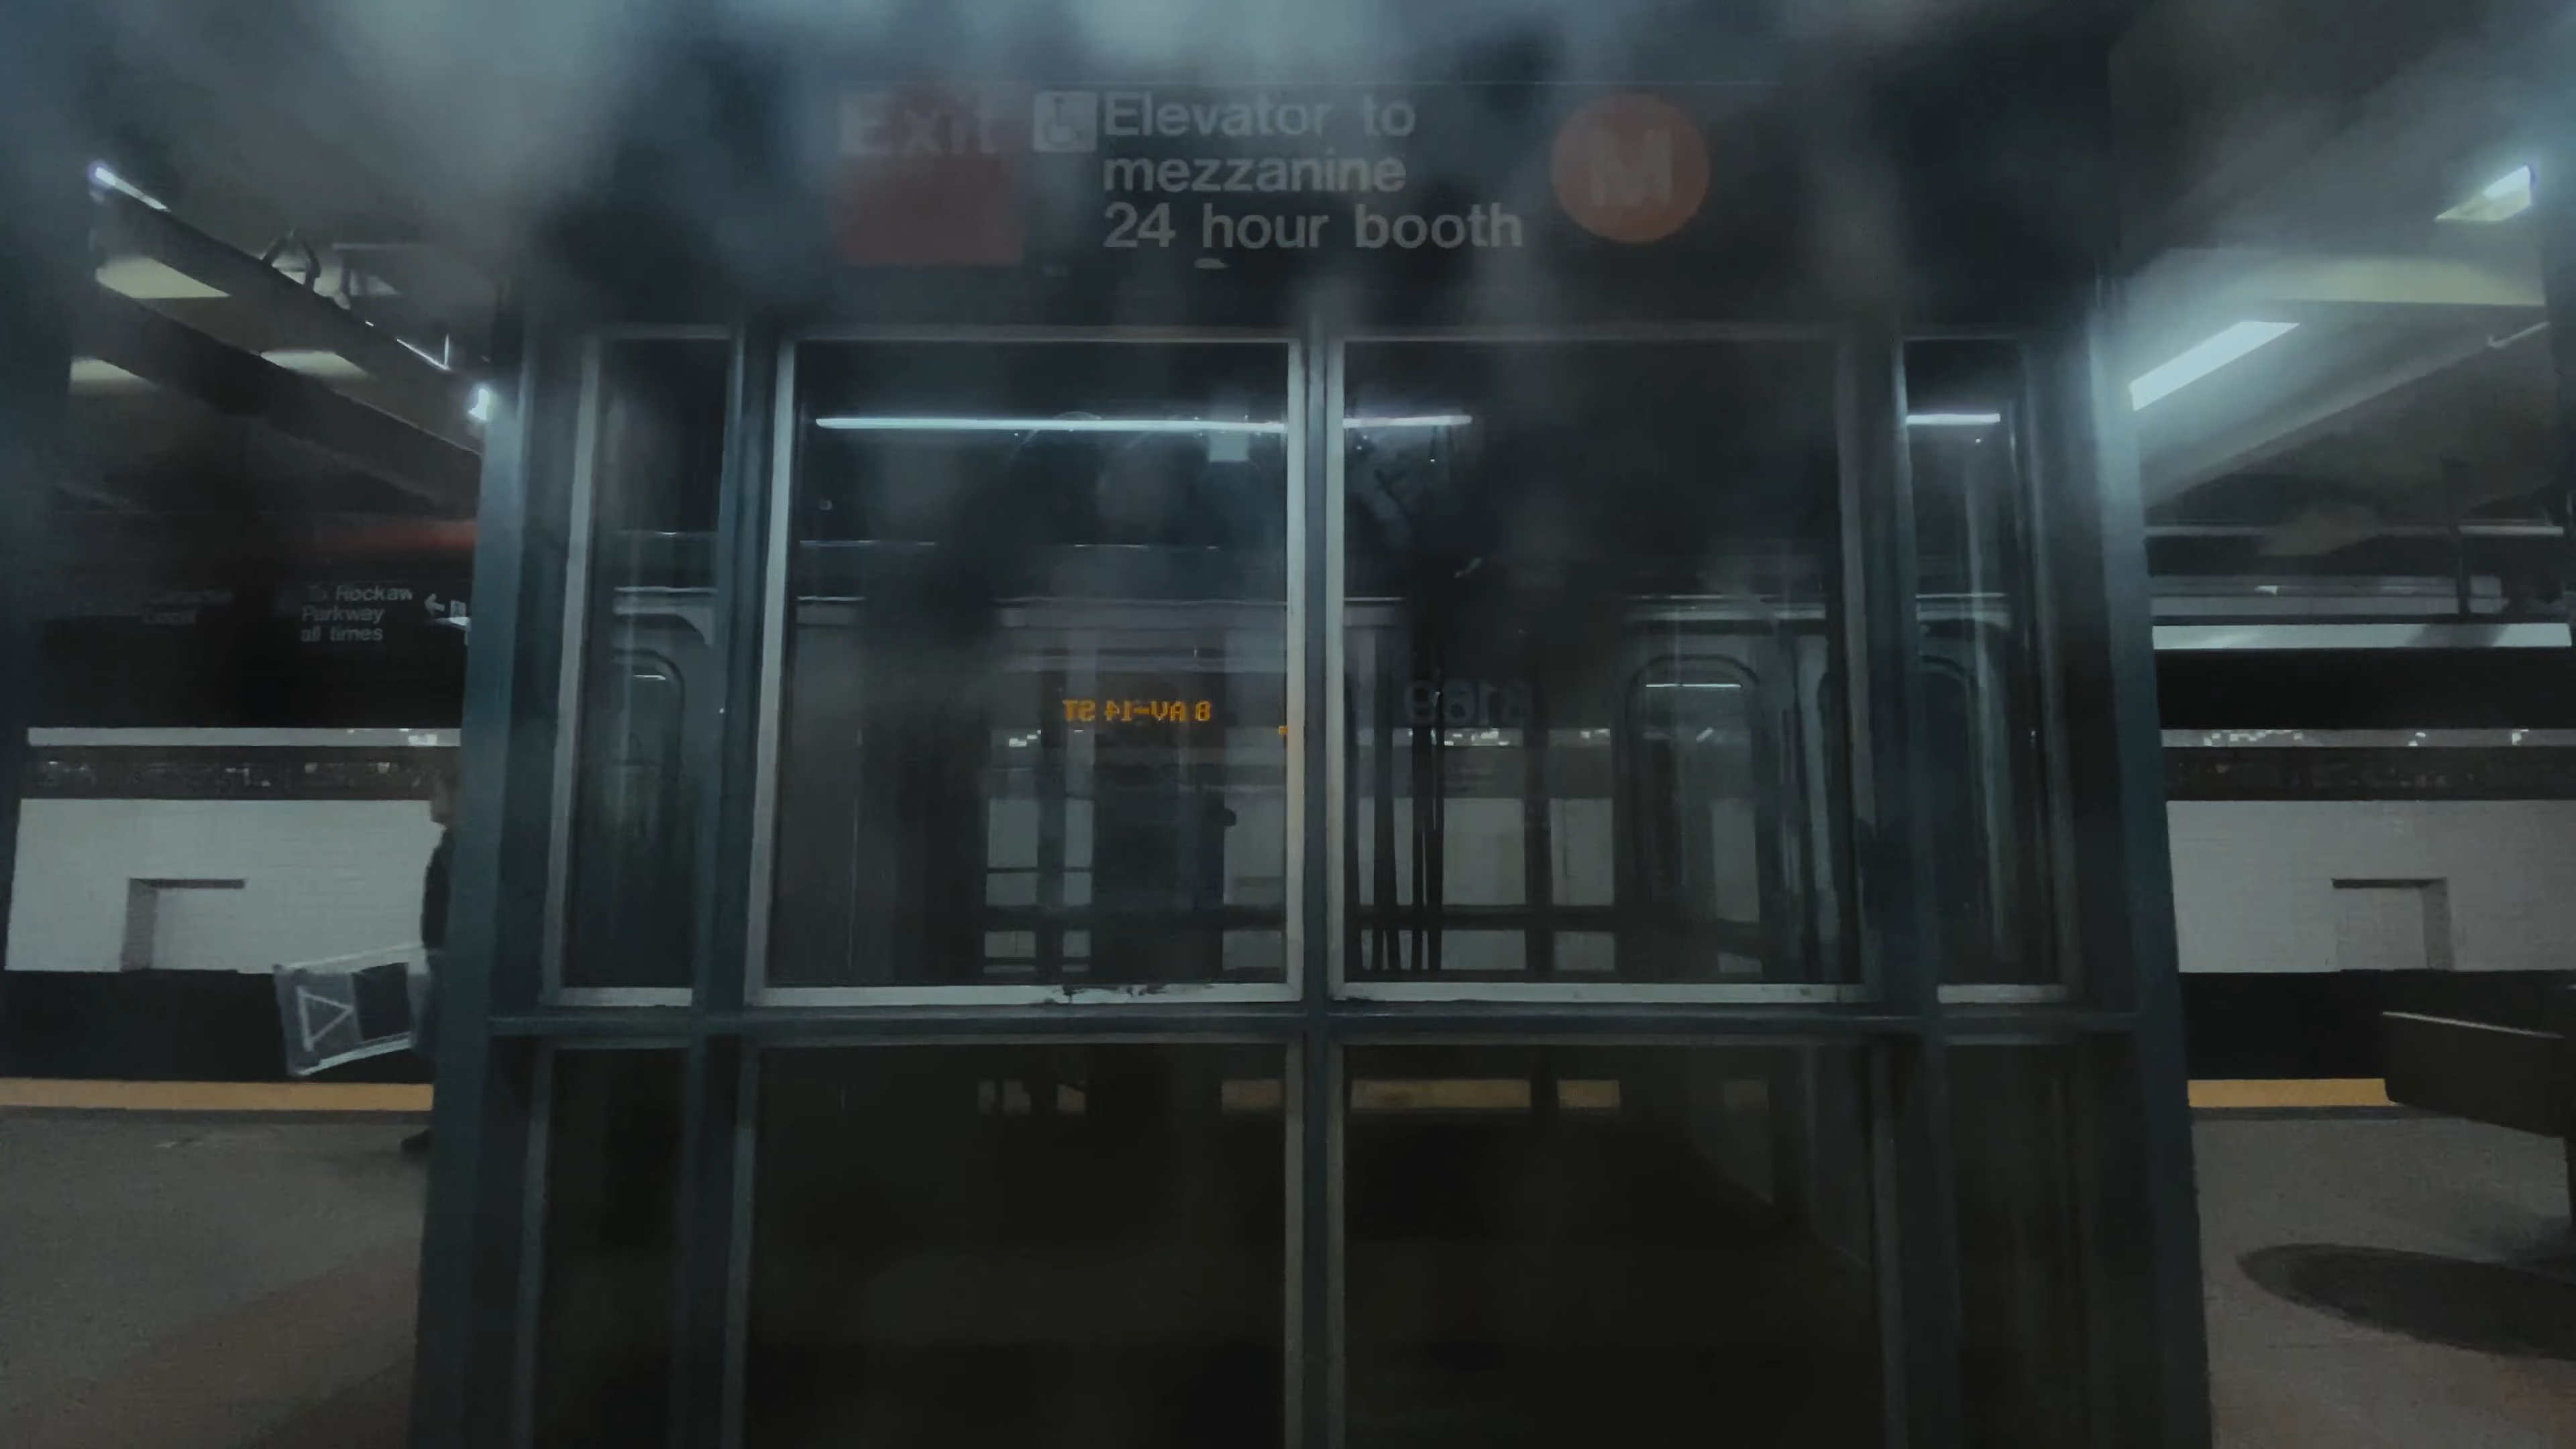 Exit
Elevator to
mezzanine
24 hour booth
M
To Rockaw
Parkway
all times
8 AV-14 ST